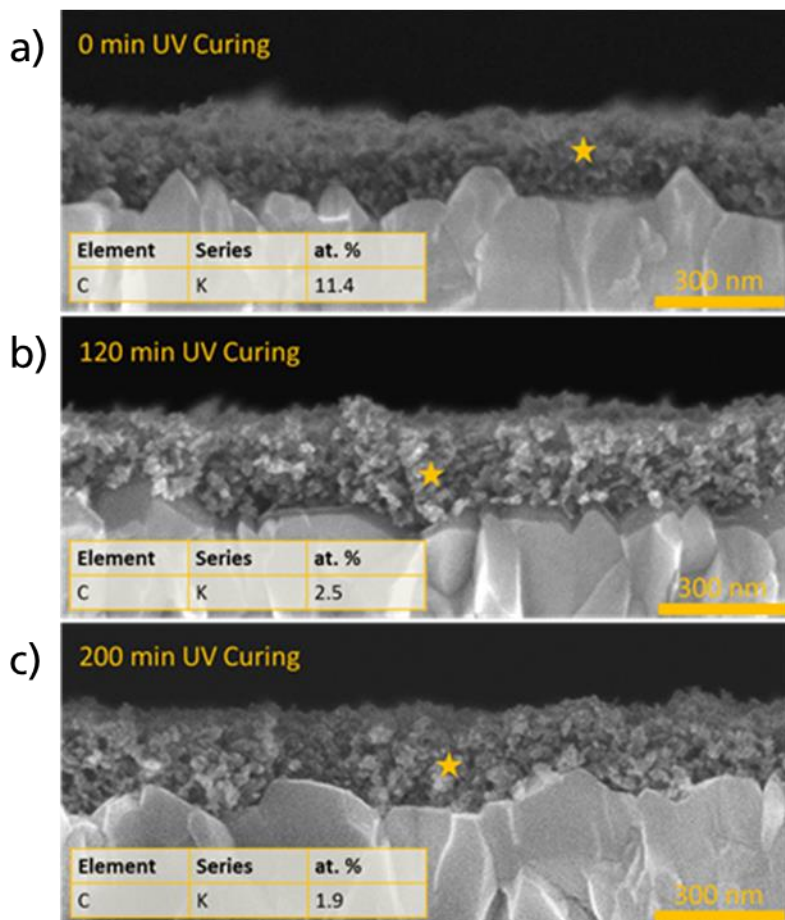 a)
0 min UV Curing
Element Series at. %
C K 11.4
300 nm
b)
120 min UV Curing
Element Series at. %
C K 2.5
300 nm
c)
200 min UV Curing
Element Series at. %
C K 1.9
300 nm